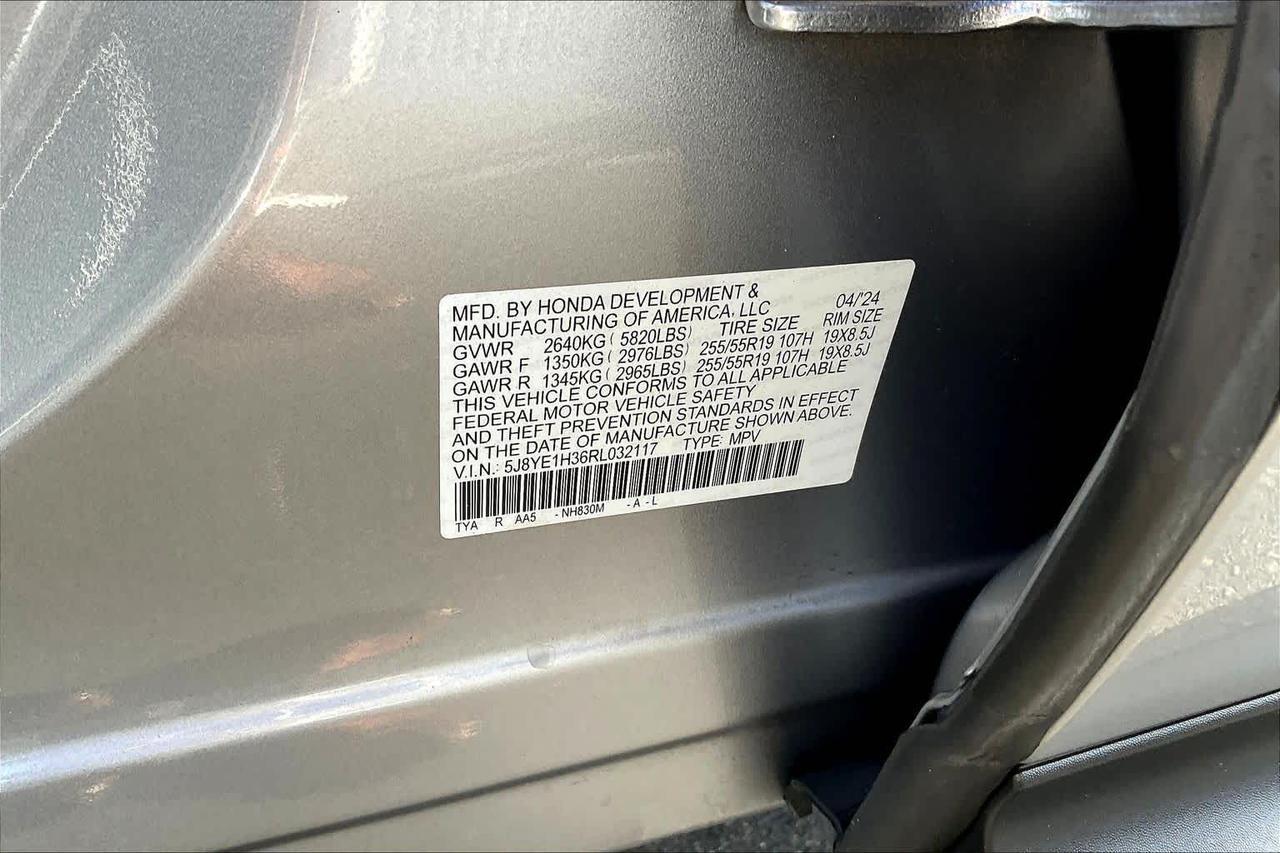 MFD. BY HONDA DEVELOPMENT &
MANUFACTURING OF AMERICA, LLC 04/'24
GVWR 2640KG ( 5820LBS) TIRE SIZE RIM SIZE
GAWR F 1350KG ( 2976LBS) 255/55R19 107H 19X8.5J
GAWR R 1345KG ( 2965LBS) 255/55R19 107H 19X8.5J
THIS VEHICLE CONFORMS TO ALL APPLICABLE
FEDERAL MOTOR VEHICLE SAFETY
AND THEFT PREVENTION STANDARDS IN EFFECT
ON THE DATE OF MANUFACTURE SHOWN ABOVE.
V.I.N.: 5J8YE1H36RL032117 TYPE: MPV
TYA R AA5 -NH830M -A -L